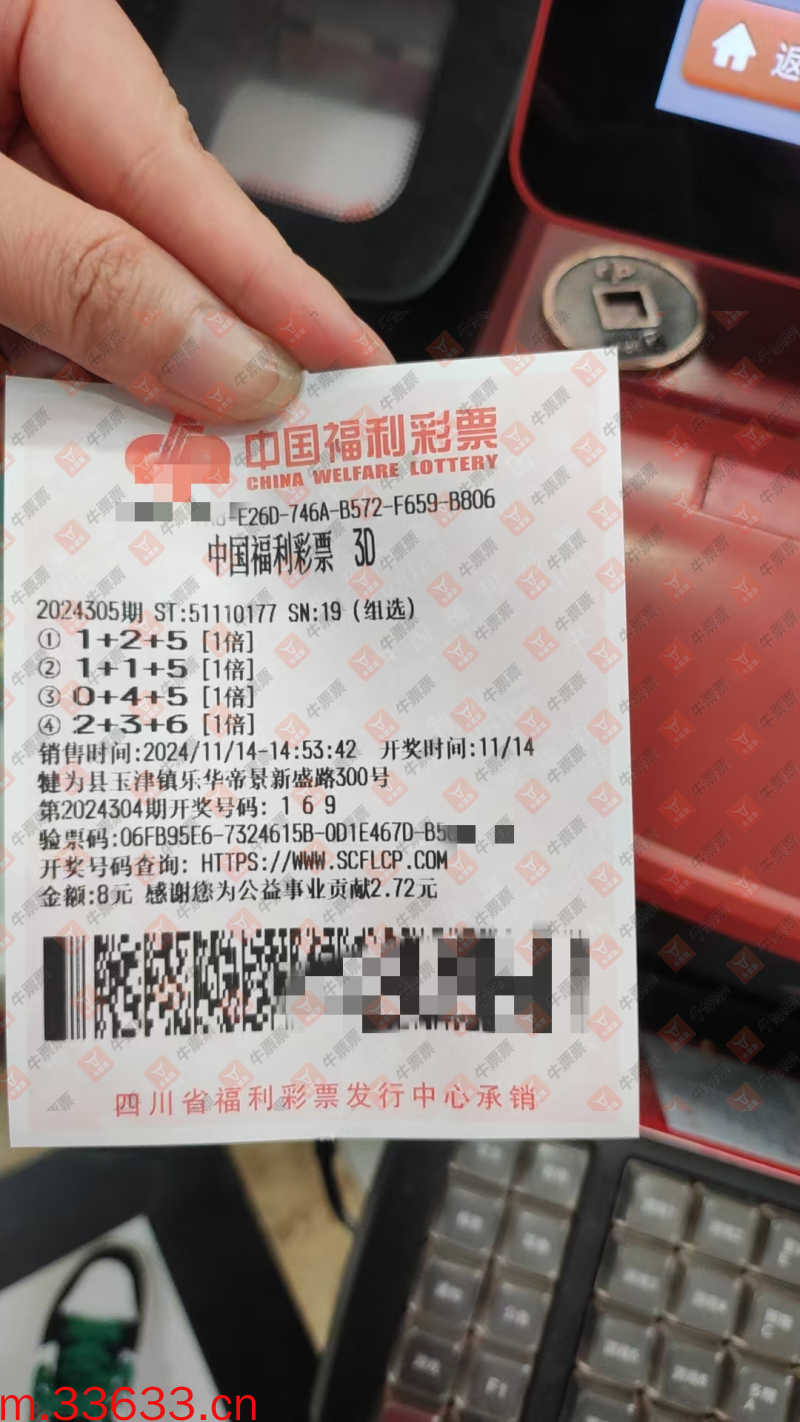 返
中国福利彩票
CHINA WELFARE LOTTERY
-E26D-746A-B572-F659-B806
中国福利彩票 3D
2024305期 ST:51110177 SN:19 (组选)
① 1+2+5 [1倍]
② 1+1+5 [1倍]
③ 0+4+5 [1倍]
④ 2+3+6 [1倍]
销售时间:2024/11/14-14:53:42 开奖时间:11/14
犍为县玉津镇乐华帝景新盛路300号
第2024304期开奖号码: 1 6 9
验票码:06FB95E6-7324615B-0D1E467D-B5
开奖号码查询: HTTPS://WWW.SCFLCP.COM
金额:8元 感谢您为公益事业贡献2.72元
四川省福利彩票发行中心承销
牛票票
F1
m.33633.cn